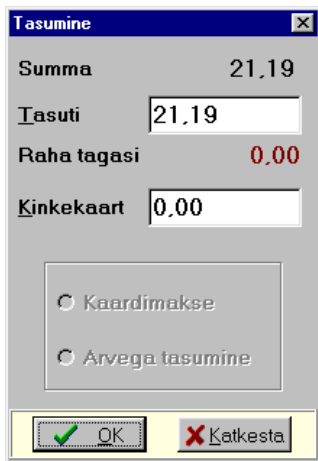 Tasumine
Summa 21,19
Tasuti 21,19
Raha tagasi 0,00
Kinkekaart 0,00
Kaardimakse
Arvega tasumine
OK Katkesta